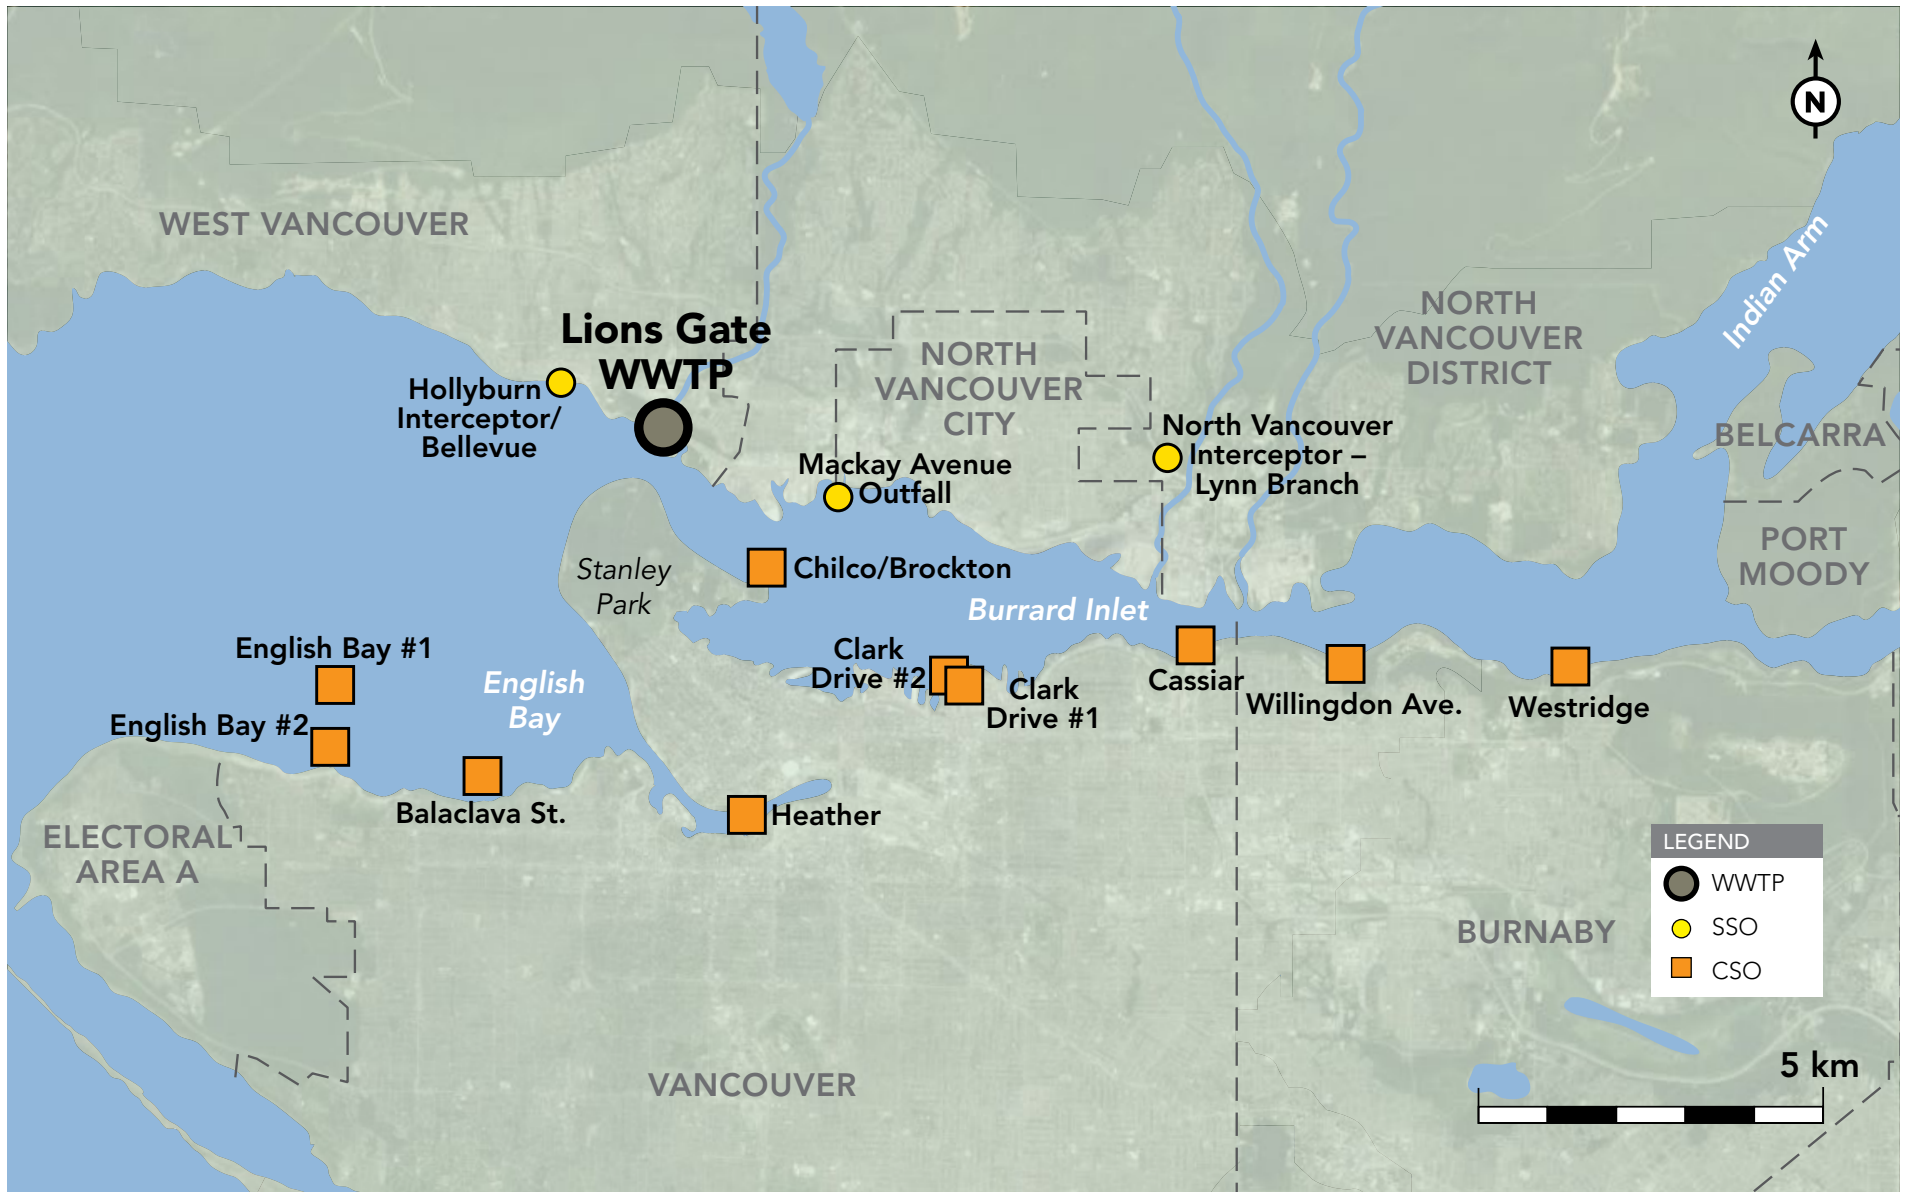 N
WEST VANCOUVER
Indian Arm
Lions Gate
WWTP
NORTH
VANCOUVER
DISTRICT
NORTH
VANCOUVER
CITY
Hollyburn
Interceptor/
Bellevue
North Vancouver
Interceptor –
Lynn Branch
BELCARRA
Mackay Avenue
Outfall
PORT
MOODY
Stanley
Park
Chilco/Brockton
Burrard Inlet
English Bay #1
English
Bay
English Bay #2
Clark
Drive #2
Clark
Drive #1
Cassiar
Willingdon Ave.
Westridge
Balaclava St.
Heather
ELECTORAL
AREA A
LEGEND
WWTP
SSO
CSO
BURNABY
VANCOUVER
5 km